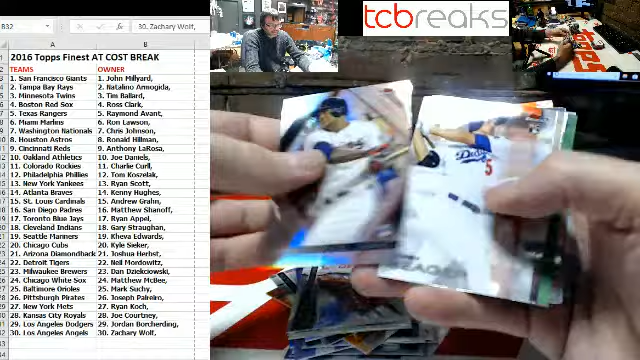 B32
30. Zachary Wolf,
A B
2016 Topps Finest AT COST BREAK
TEAMS OWNER
1. San Francisco Giants 1. John Millyard,
2. Tampa Bay Rays 2. Natalino Armogida,
3. Minnesota Twins 3. Tim Ballard,
4. Boston Red Sox 4. Ross Clark,
5. Texas Rangers 5. Raymond Avant,
6. Miami Marlins 6. Ron Lawson,
7. Washington Nationals 7. Chris Johnson,
8. Houston Astros 8. Ronald Hillman,
9. Cincinnati Reds 9. Anthony LaRosa,
10. Oakland Athletics 10. Joe Daniels,
11. Colorado Rockies 11. Charlie Curll,
12. Philadelphia Phillies 12. Tom Koszelak,
13. New York Yankees 13. Ryan Scott,
14. Atlanta Braves 14. Kenny Hughes,
15. St. Louis Cardinals 15. Andrew Grahn,
16. San Diego Padres 16. Matthew Shanoff,
17. Toronto Blue Jays 17. Ryan Appel,
18. Cleveland Indians 18. Gary Straughan,
19. Seattle Mariners 19. Kheva Edwards,
20. Chicago Cubs 20. Kyle Sieker,
21. Arizona Diamondback 21. Joshua Herbst,
22. Detroit Tigers 22. Neil Mordowitz,
23. Milwaukee Brewers 23. Dan Dziekciowski,
24. Chicago White Sox 24. Matthew McBee,
25. Baltimore Orioles 25. Mark Suchy,
26. Pittsburgh Pirates 26. Joseph Palreiro,
27. New York Mets 27. Ryan Koch,
28. Kansas City Royals 28. Joe Courtney,
29. Los Angeles Dodgers 29. Jordan Borcherding,
30. Los Angeles Angels 30. Zachary Wolf,
tcbreaks
Dodgers
5